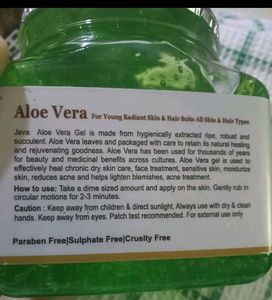 Aloe Vera For Young Radiant Skin & Hair Suits All Skin & Hair Types
Jeva Aloe Vera Gel is made from hygienically extracted ripe, robust and
succulent. Aloe Vera leaves and packaged with care to retain its natural healing
and rejuvenating goodness. Aloe Vera has been used for thousands of years
for beauty and medicinal benefits across cultures. Aloe Vera gel is used to
effectively heal chronic dry skin care, face treatment, sensitive skin, moisturize
skin, reduces acne and helps lighten blemishes, acne treatment.
How to use: Take a dime sized amount and apply on the skin. Gently rub in
circular motions for 2-3 minutes.
Caution : Keep from children & direct sunlight. Always use with dry & clean
hands. Keep away from eyes. Patch test recommended. For external use only
Paraben Free|Sulphate Free|Cruelty Free